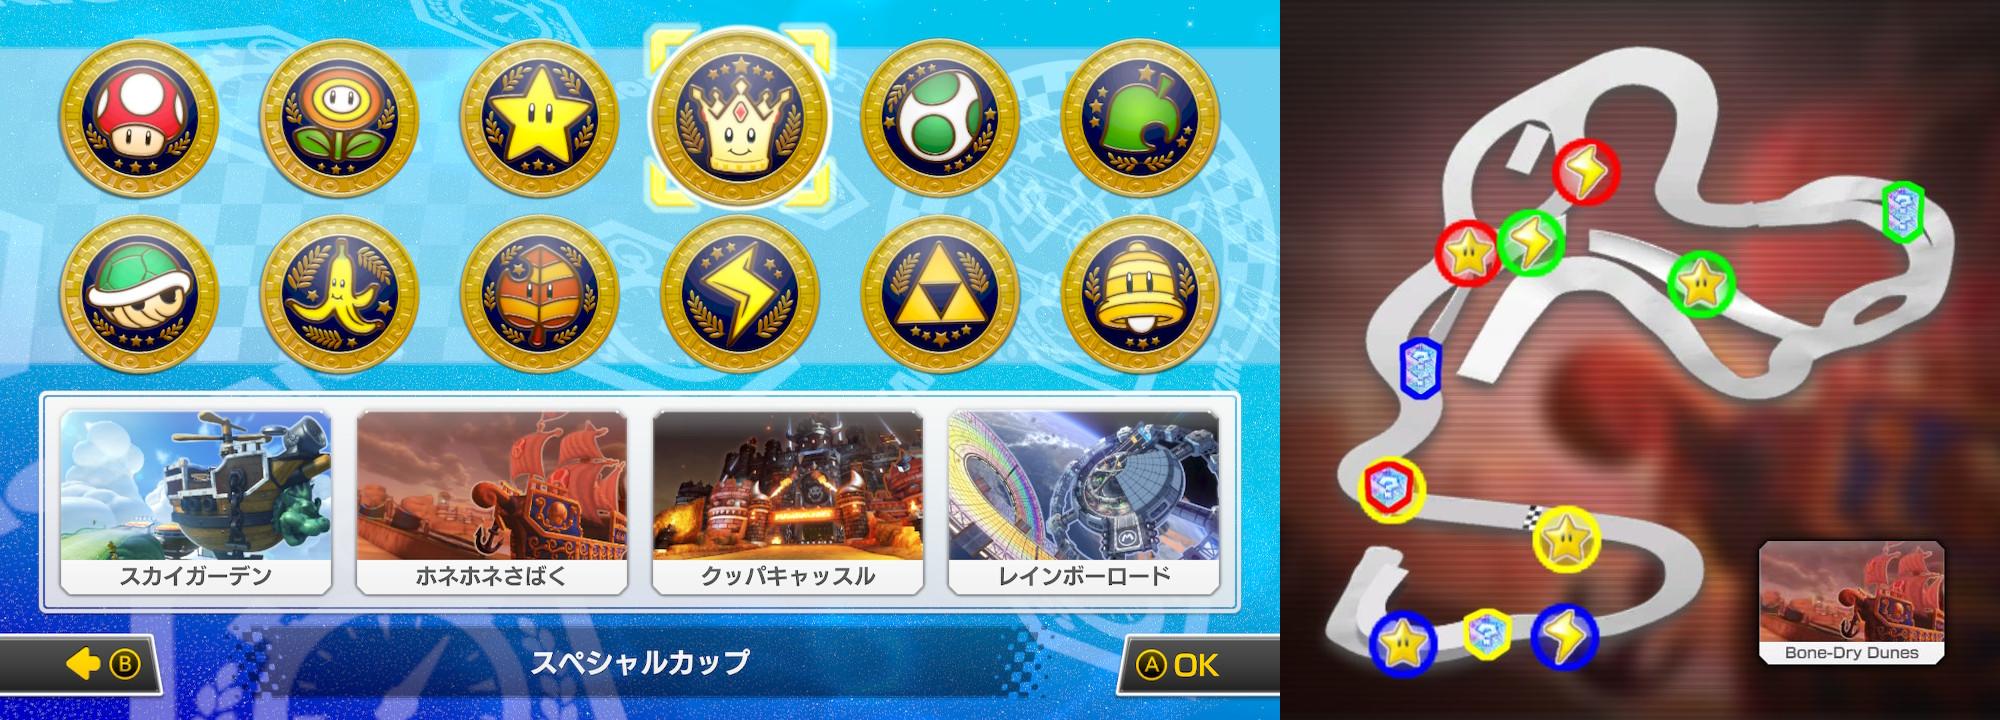 スカイガーデン
ホネホネさばく
クッパキャッスル
レインボーロード
B
スペシャルカップ
A OK
Bone-Dry Dunes